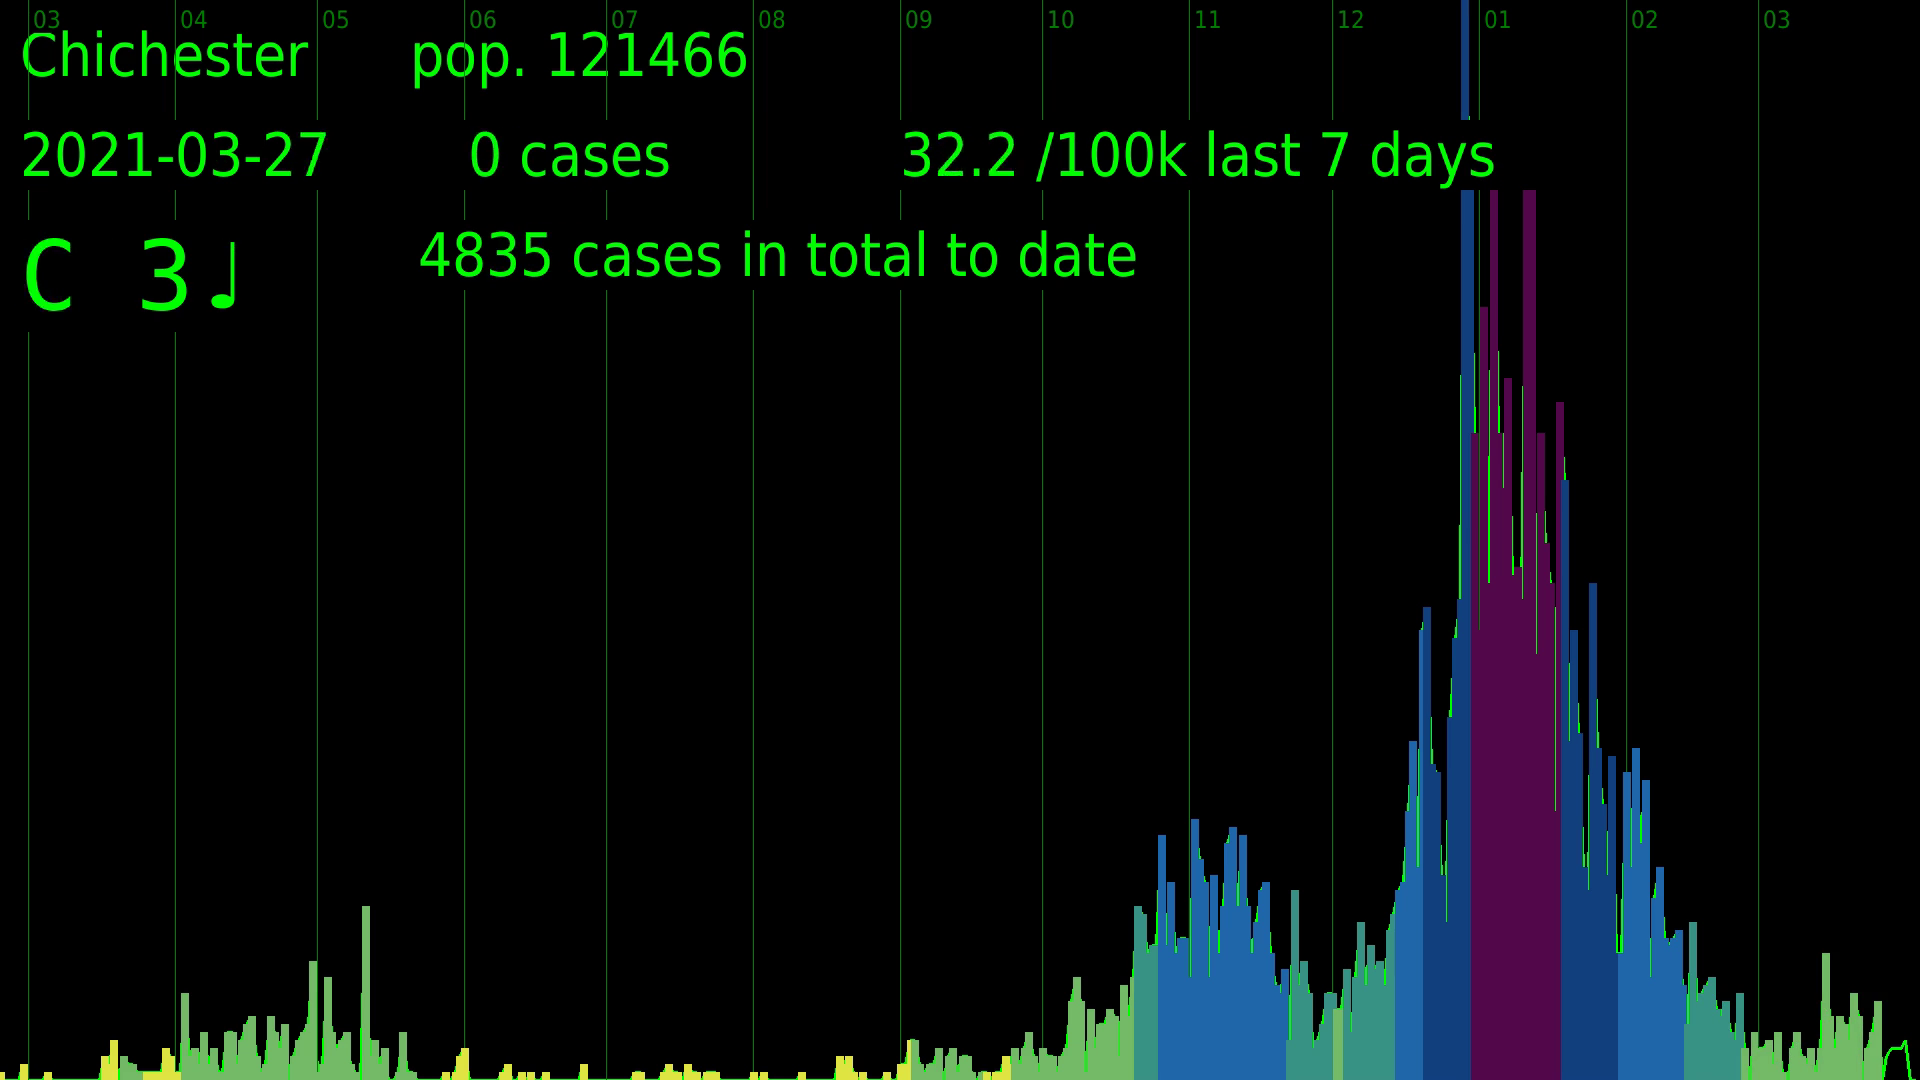 03 04 05 06 07 08 09 10 11 12 01 02 03
Chichester pop. 121466
2021-03-27 0 cases 32.2 /100k last 7 days
C 3♩ 4835 cases in total to date